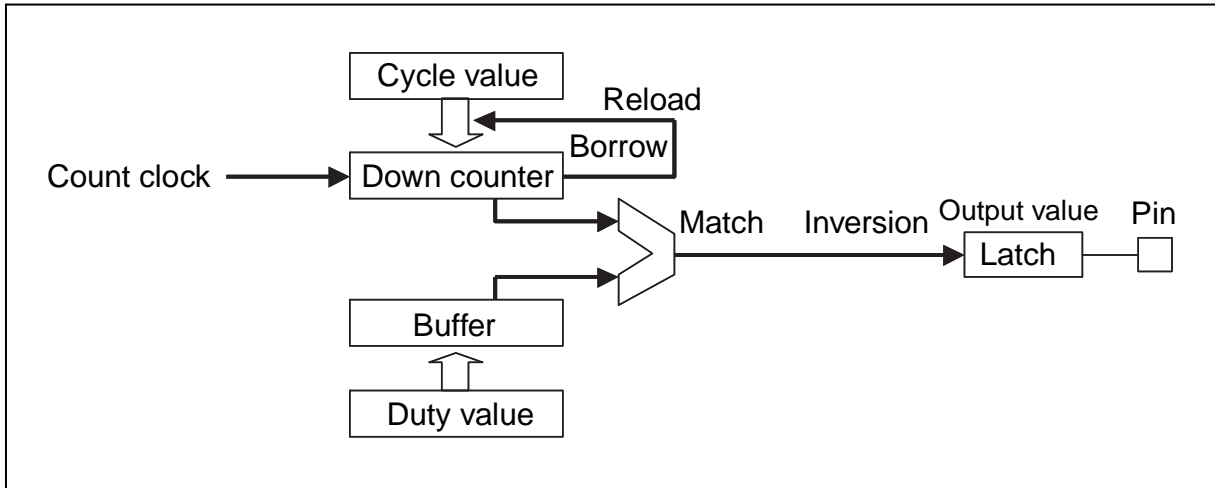 Cycle value
Reload
Borrow
Count clock
Down counter
Match
Inversion
Output value
Pin
Latch
Buffer
Duty value